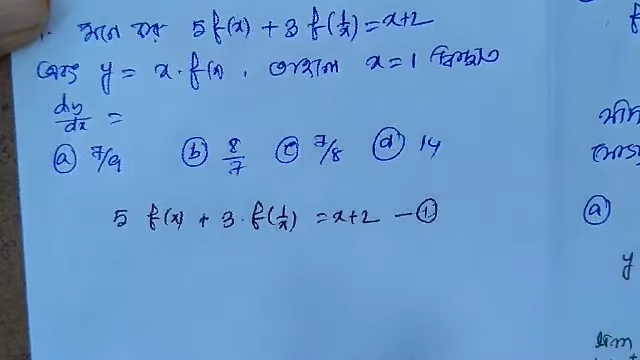 মনে কর 5f(x) + 3f(1/x) = x+2
এবং y = x.f(x), তাহলে x=1 বিন্দুতে
dy/dx =
ⓐ 7/9 ⓑ 8/7 ⓒ 7/8 ⓓ 14
5 f(x) + 3.f(1/x) = x+2 —①
ⓐ
y